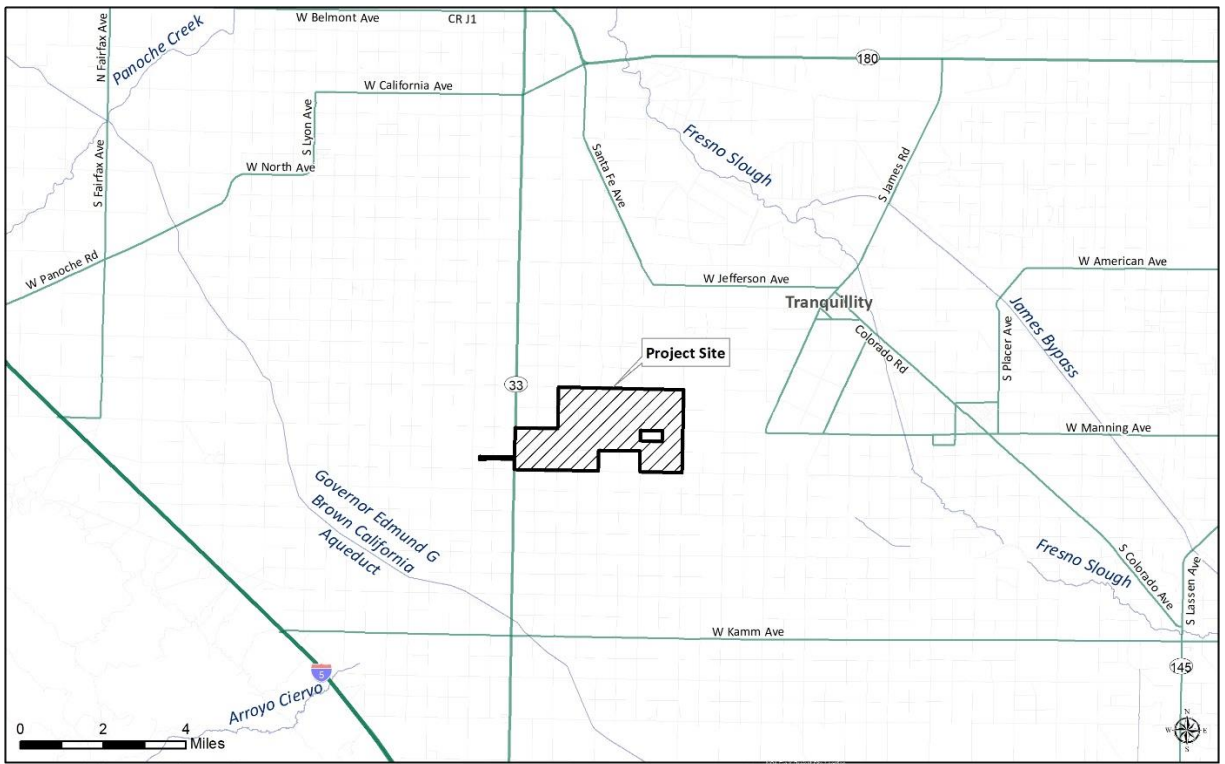 W Belmont Ave
CR J1
N Fairfax Ave
Panoche Creek
180
W California Ave
S Lyon Ave
Fresno Slough
S Fairfax Ave
W North Ave
Santa Fe Ave
S James Rd
W Panoche Rd
W American Ave
W Jefferson Ave
Tranquillity
James Bypass
S Placer Ave
Colorado Rd
Project Site
33
W Manning Ave
Governor Edmund G
Brown California
Aqueduct
Fresno Slough
S Colorado Ave
S Lassen Ave
W Kamm Ave
145
5
Arroyo Ciervo
0 2 4
Miles
N
W E
S